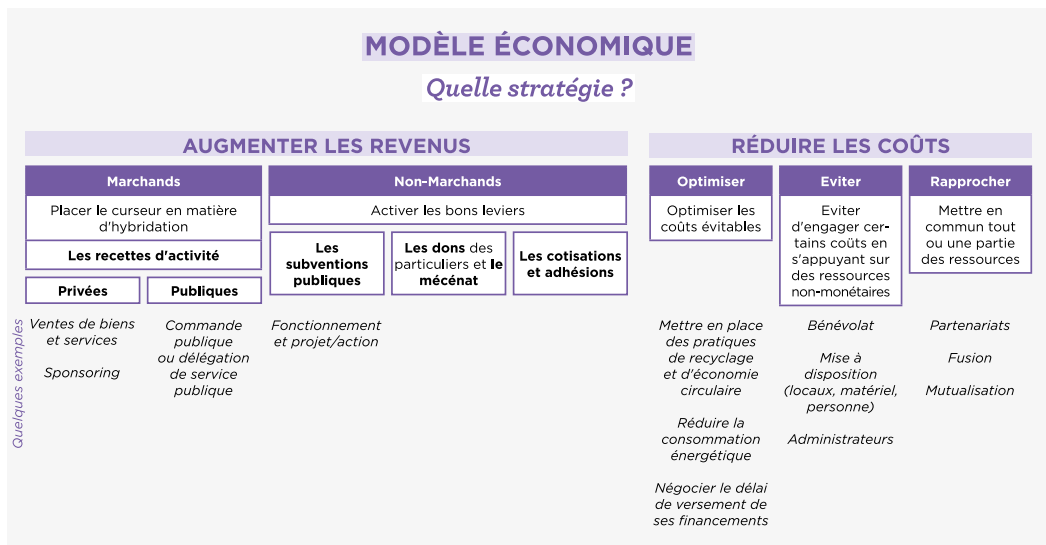 MODÈLE ÉCONOMIQUE
Quelle stratégie ?
AUGMENTER LES REVENUS
Marchands
Placer le curseur en matière
d'hybridation
Les recettes d'activité
Privées
Publiques
Non-Marchands
Activer les bons leviers
Les
subventions
publiques
Les dons des
particuliers et le
mécénat
Les cotisations
et adhésions
Quelques exemples
Ventes de biens
et services
Sponsoring
Commande
publique
ou délégation
de service
publique
Fonctionnement
et projet/action
RÉDUIRE LES COÛTS
Optimiser
Optimiser les
coûts évitables
Mettre en place
des pratiques
de recyclage
et d'économie
circulaire
Réduire la
consommation
énergétique
Négocier le délai
de versement de
ses financements
Eviter
Eviter
d'engager cer-
tains coûts en
s'appuyant sur
des ressources
non-monétaires
Bénévolat
Mise à
disposition
(locaux, matériel,
personne)
Administrateurs
Rapprocher
Mettre en
commun tout
ou une partie
des ressources
Partenariats
Fusion
Mutualisation